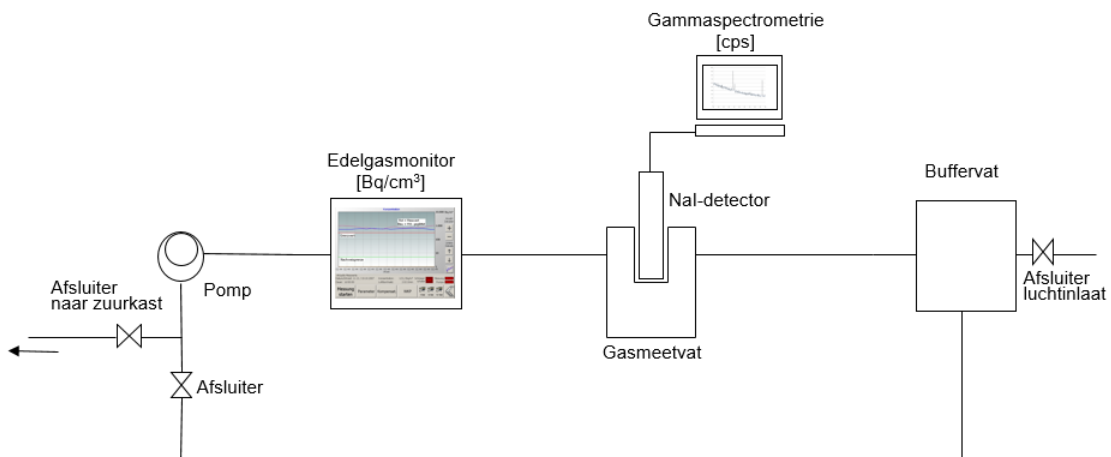 Gammaspectrometrie
[cps]
Edelgasmonitor
[Bq/cm³]
Buffervat
NaI-detector
Afsluiter
naar zuurkast
Pomp
Afsluiter
luchtinlaat
Gasmeetvat
Afsluiter